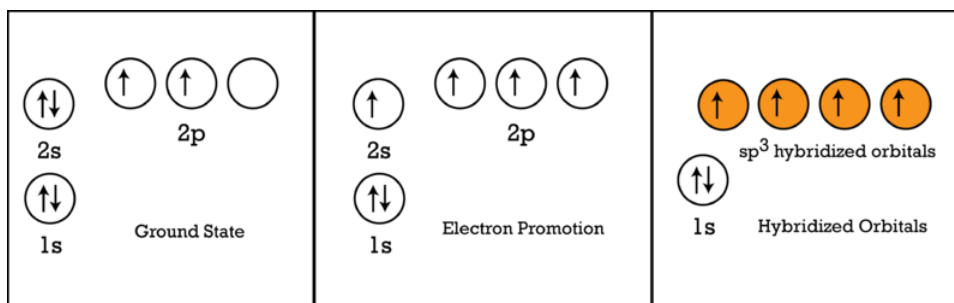 2s
2p
1s
Ground State
2s
2p
1s
Electron Promotion
sp³ hybridized orbitals
1s
Hybridized Orbitals